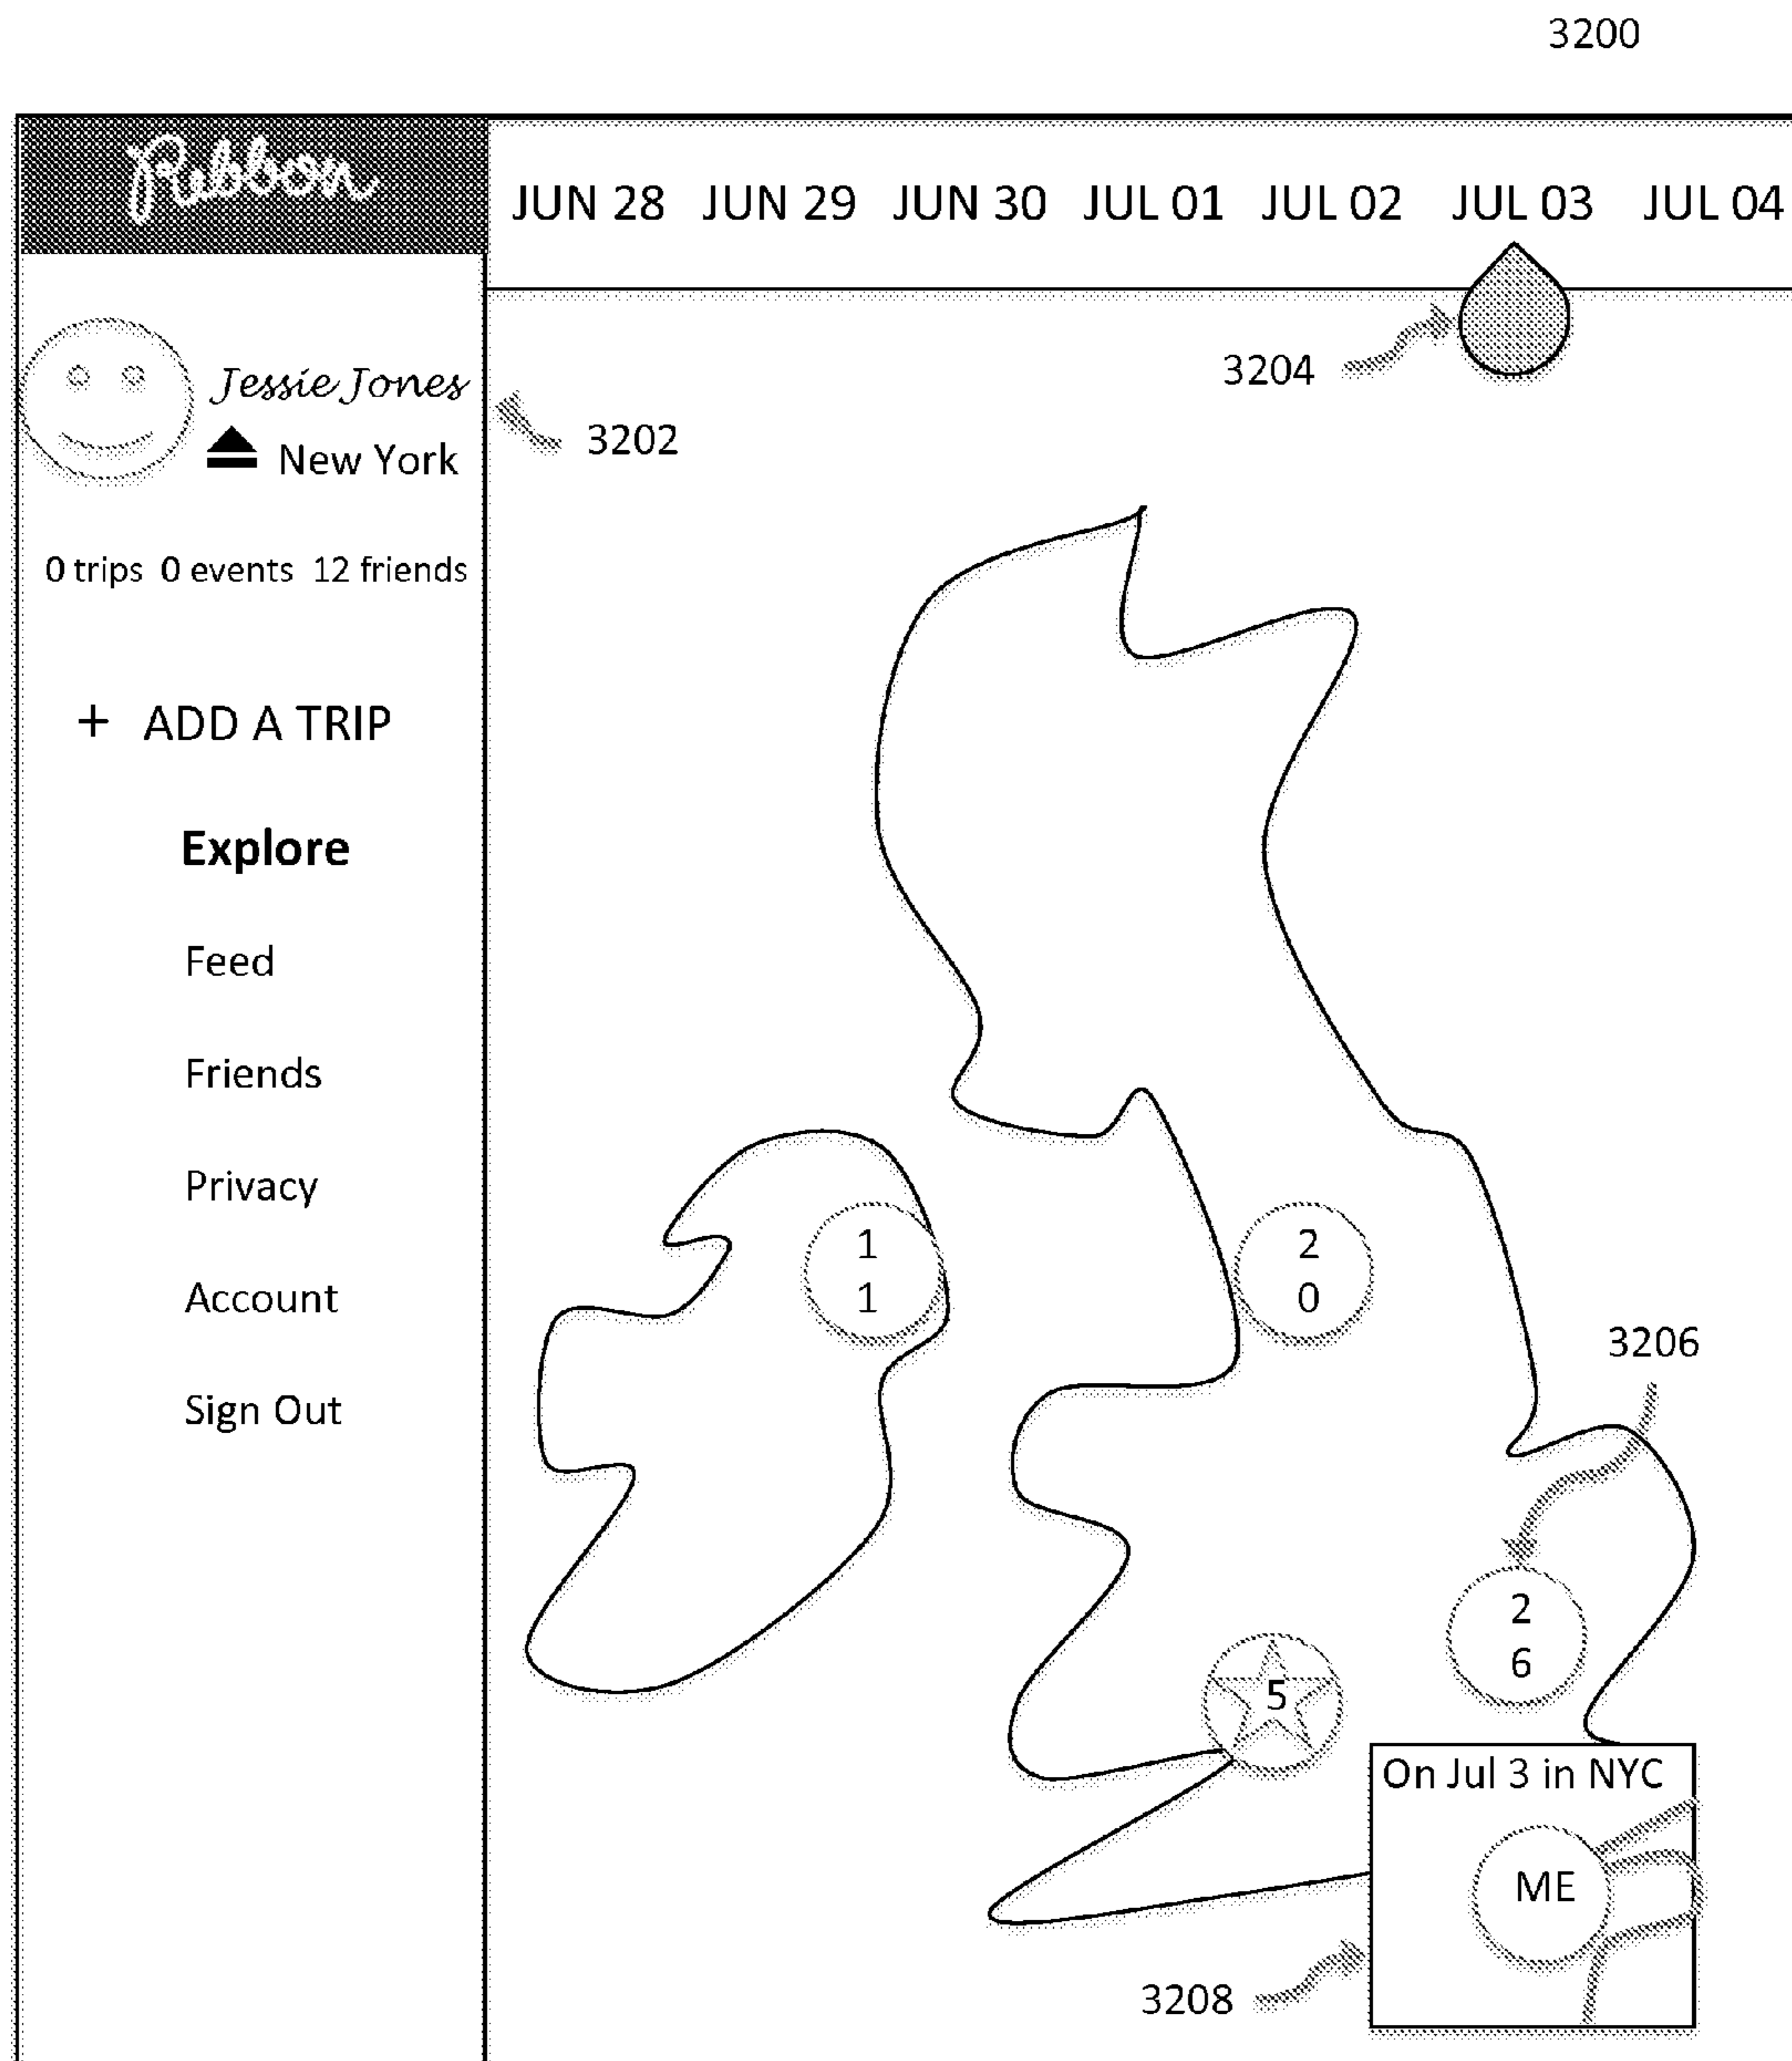 3200
Ribbon
JUN 28 JUN 29 JUN 30 JUL 01 JUL 02 JUL 03 JUL 04
3204
Jessie Jones
3202
New York
0 trips 0 events 12 friends
+ ADD A TRIP
Explore
Feed
Friends
Privacy
Account
Sign Out
1
1
2
0
3206
2
6
5
On Jul 3 in NYC
ME
3208